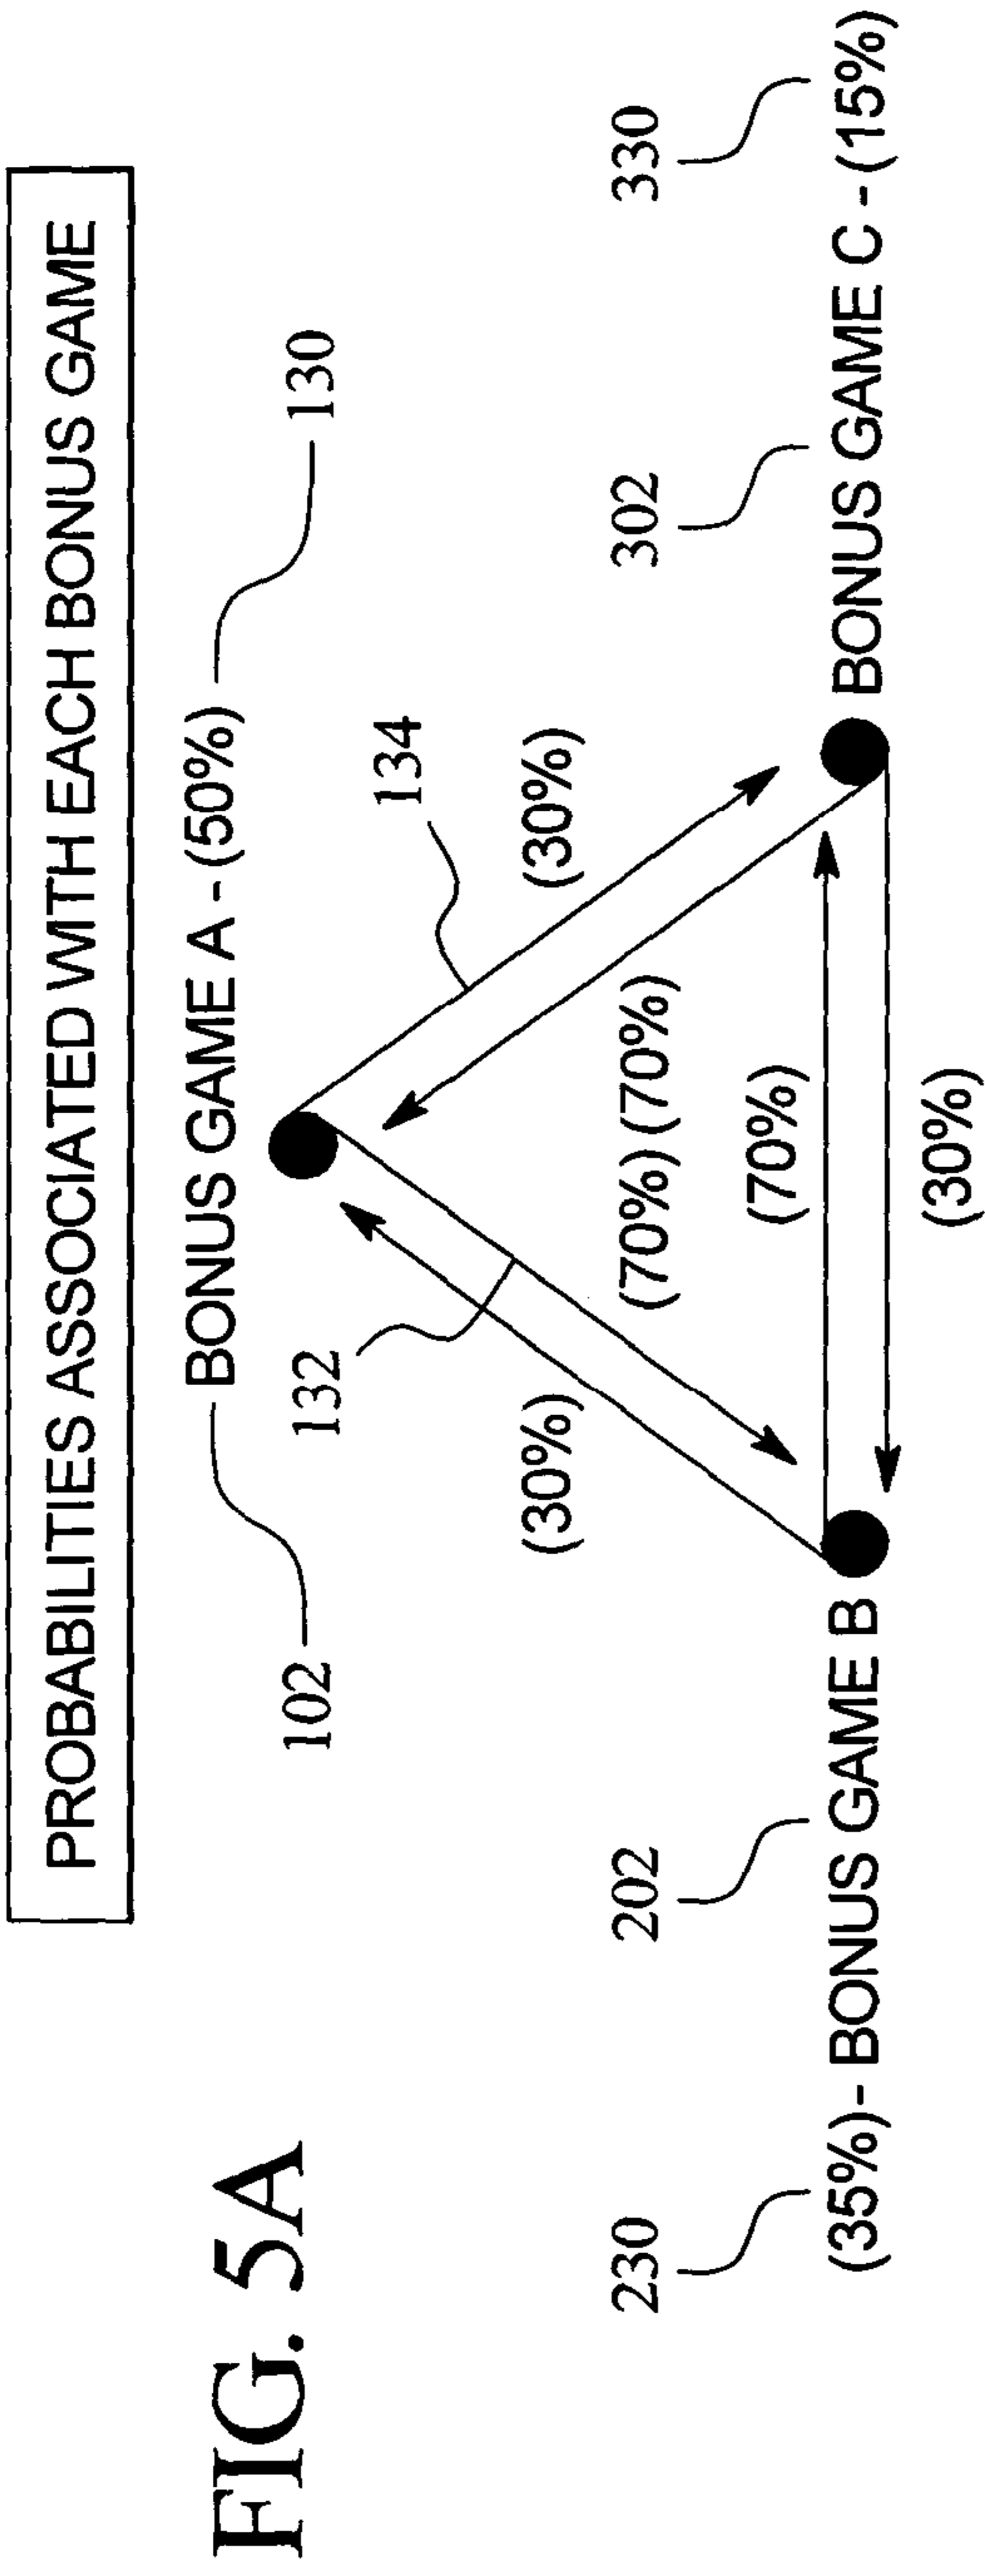 FIG. 5A
PROBABILITIES ASSOCIATED WITH EACH BONUS GAME
102
BONUS GAME A - (50%)
130
132
134
(30%)
(30%)
(70%) (70%)
230
202
302
330
(70%)
(35%)- BONUS GAME B
BONUS GAME C - (15%)
(30%)